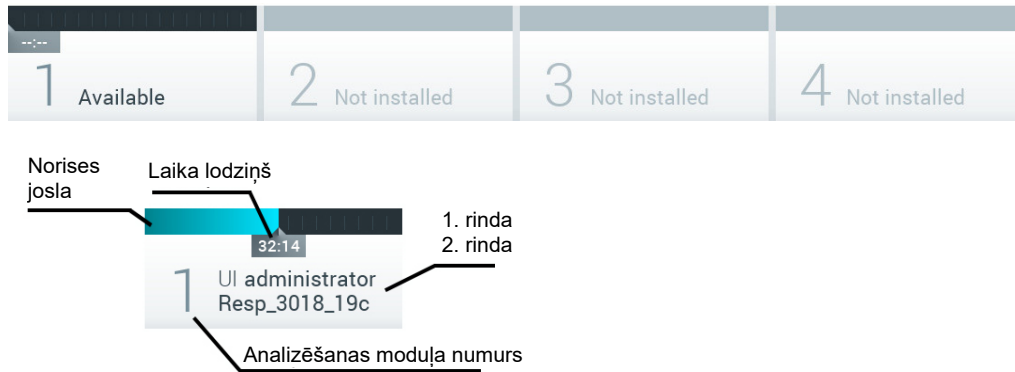 --:--
1 Available
2 Not installed
3 Not installed
4 Not installed
Norises
josla
Laika lodziņš
1. rinda
2. rinda
32:14
1
UI administrator
Resp_3018_19c
Analizēšanas moduļa numurs